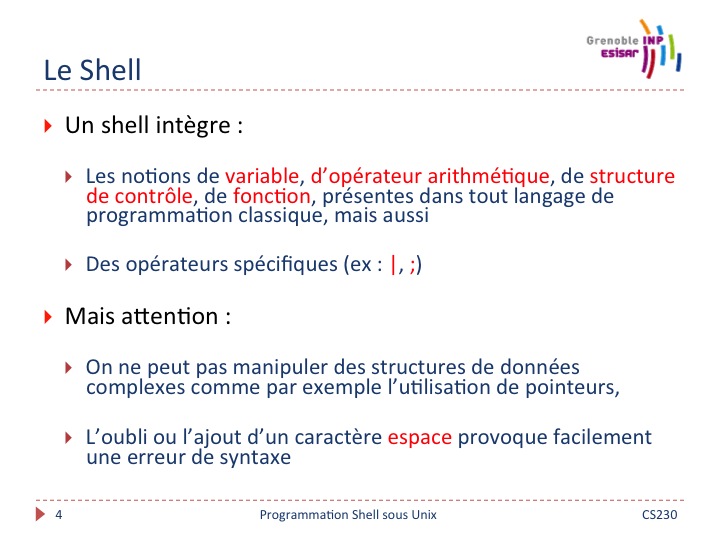 Grenoble INP
ESISAR
Le Shell
Un shell intègre :
Les notions de variable, d’opérateur arithmétique, de structure
de contrôle, de fonction, présentes dans tout langage de
programmation classique, mais aussi
Des opérateurs spécifiques (ex : |, ;)
Mais attention :
On ne peut pas manipuler des structures de données
complexes comme par exemple l’utilisation de pointeurs,
L’oubli ou l’ajout d’un caractère espace provoque facilement
une erreur de syntaxe
4 Programmation Shell sous Unix CS230